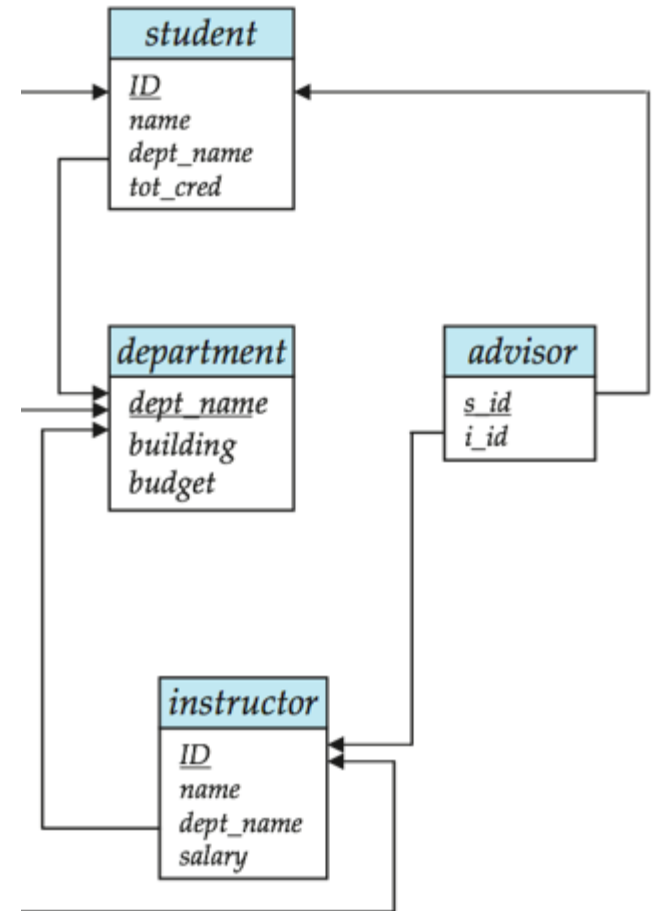 student
ID
name
dept_name
tot_cred
department
dept_name
building
budget
advisor
s_id
i_id
instructor
ID
name
dept_name
salary